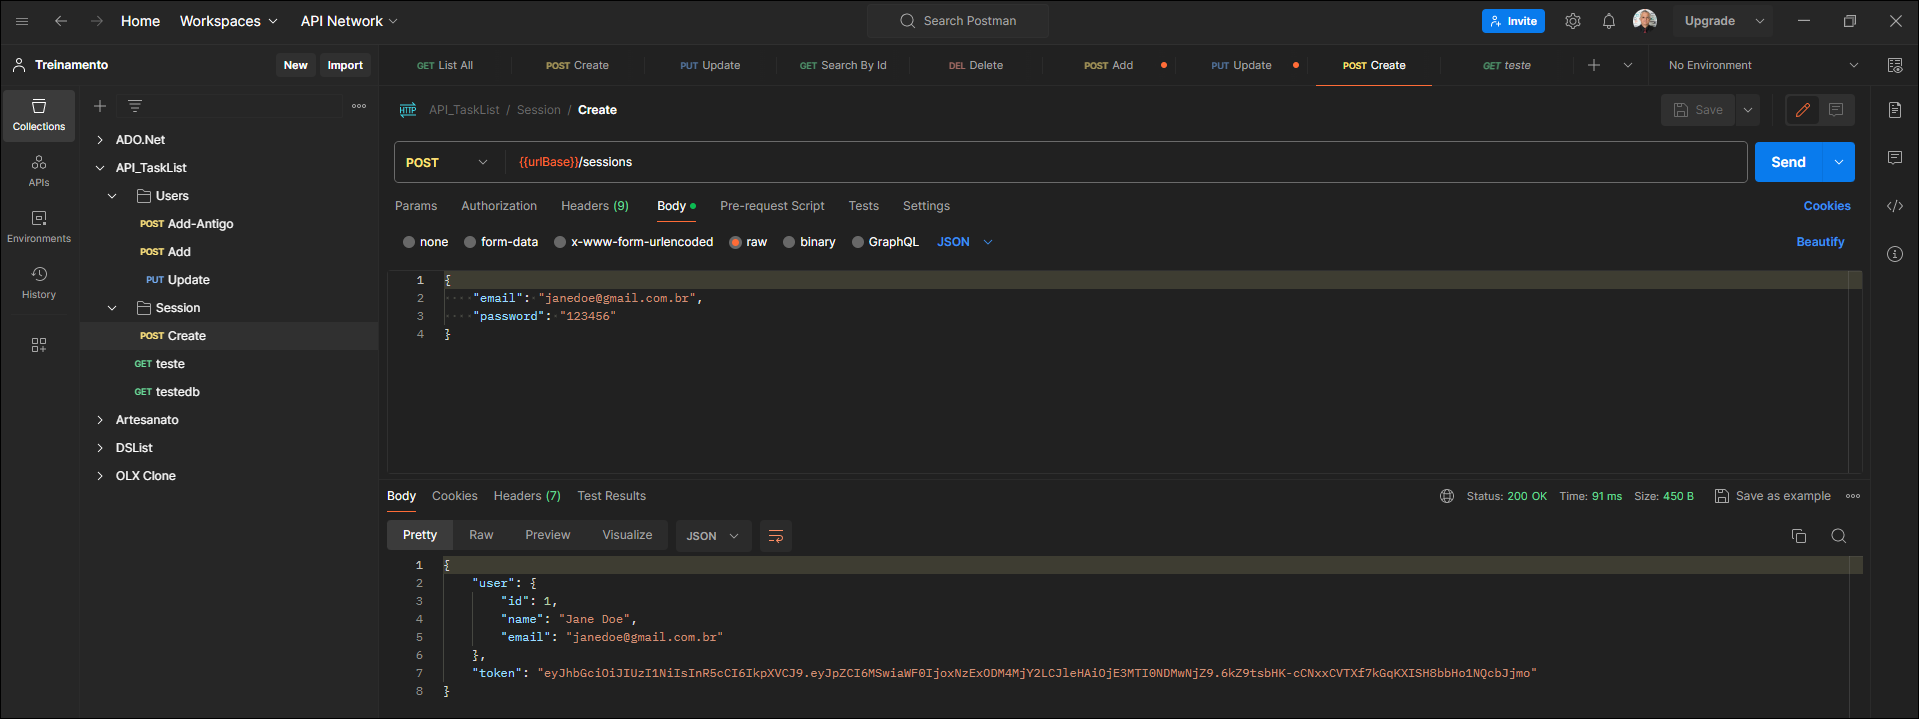 Home Workspaces API Network Search Postman Invite Upgrade
Treinamento New Import GET List All POST Create PUT Update GET Search By Id DEL Delete POST Add PUT Update POST Create GET teste No Environment
Collections
APIs
Environments
History
ADO.Net
API_TaskList
Users
POST Add-Antigo
POST Add
PUT Update
Session
POST Create
GET teste
GET testedb
Artesanato
DSList
OLX Clone
HTTP API_TaskList / Session / Create Save
POST {{urlBase}}/sessions Send
Params Authorization Headers (9) Body Pre-request Script Tests Settings Cookies
none form-data x-www-form-urlencoded raw binary GraphQL JSON Beautify
1 {
2 "email": "janedoe@gmail.com.br",
3 "password": "123456"
4 }
Body Cookies Headers (7) Test Results Status: 200 OK Time: 91 ms Size: 450 B Save as example
Pretty Raw Preview Visualize JSON
1 {
2 "user": {
3 "id": 1,
4 "name": "Jane Doe",
5 "email": "janedoe@gmail.com.br"
6 },
7 "token": "eyJhbGciOiJIUzI1NiIsInR5cCI6IkpXVCJ9.eyJpZCI6MSwiaWF0IjoxNzExODM4MjY2LCJleHAiOjE3MTI0NDMwNjZ9.6kZ9tsbHK-cCNxxCVTXf7kGqKXISH8bbHo1NQcbJjmo"
8 }